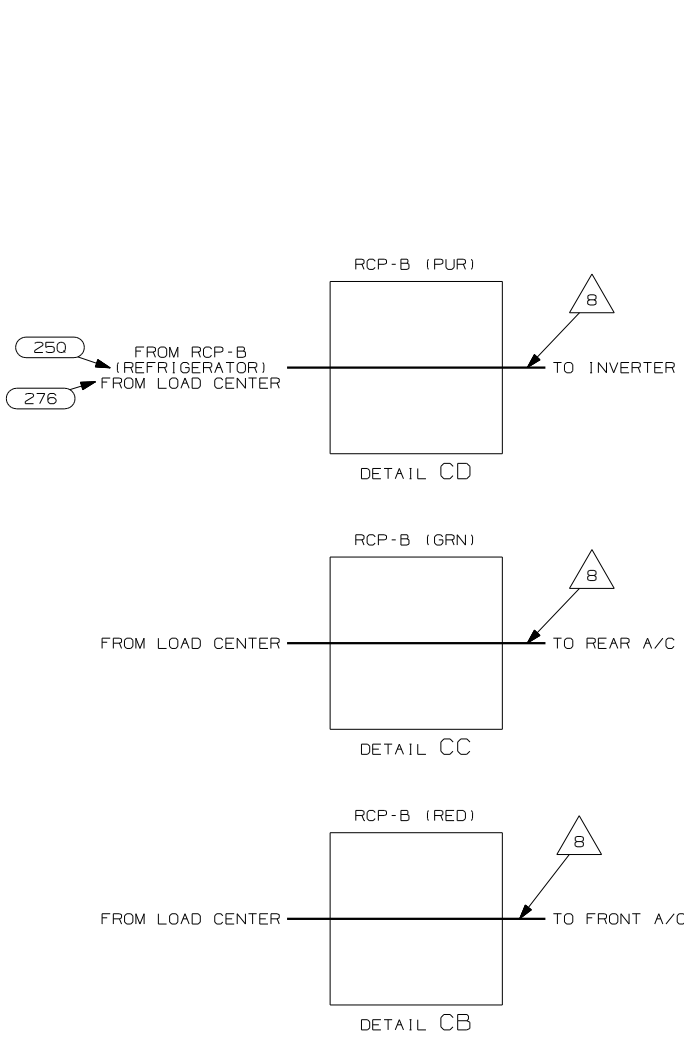 RCP-B (PUR)
8
25Q
FROM RCP-B
(REFRIGERATOR)
FROM LOAD CENTER
276
TO INVERTER
DETAIL CD
RCP-B (GRN)
8
FROM LOAD CENTER
TO REAR A/C
DETAIL CC
RCP-B (RED)
8
FROM LOAD CENTER
TO FRONT A/C
DETAIL CB